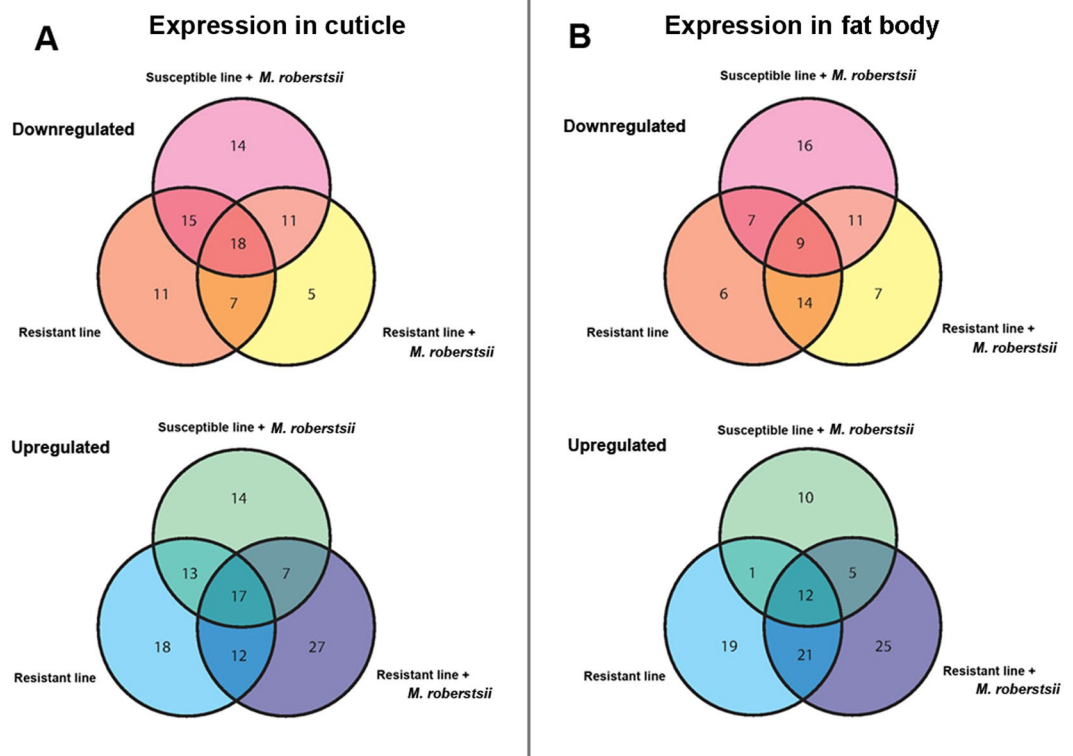 A
Expression in cuticle
Susceptible line + M. roberstsii
Downregulated
14
15
11
18
11
7
5
Resistant line
Resistant line +
M. roberstsii
Susceptible line + M. roberstsii
Upregulated
14
13
7
17
18
12
27
Resistant line
Resistant line +
M. roberstsii
B
Expression in fat body
Susceptible line + M. roberstsii
Downregulated
16
7
11
9
6
14
7
Resistant line
Resistant line +
M. roberstsii
Susceptible line + M. roberstsii
Upregulated
10
1
5
12
19
21
25
Resistant line
Resistant line +
M. roberstsii